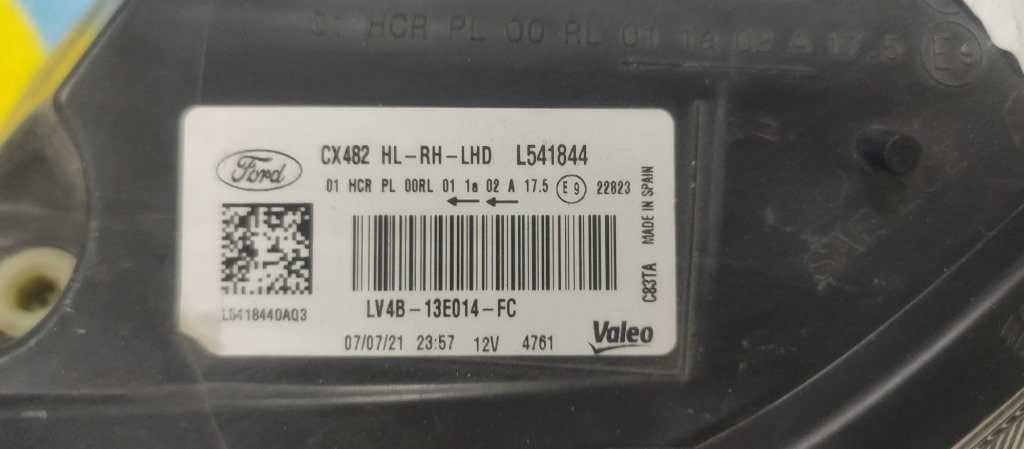 01 HCR PL 00 RL 01 1a 02 A 17.5 E9
Ford CX482 HL-RH-LHD L541844
01 HCR PL 00RL 01 1a 02 A 17.5 E9 22823
L5418440AQ3
LV4B-13E014-FC
07/07/21 23:57 12V 4761 Valeo
C83TA MADE IN SPAIN